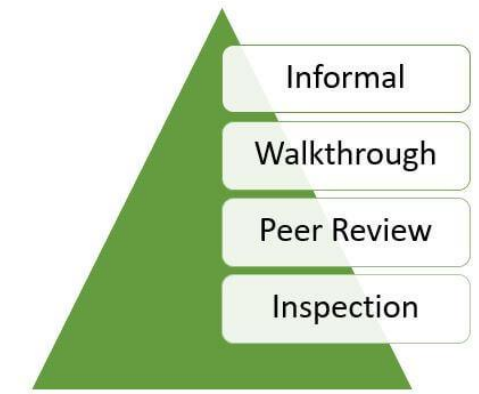 Informal
Walkthrough
Peer Review
Inspection